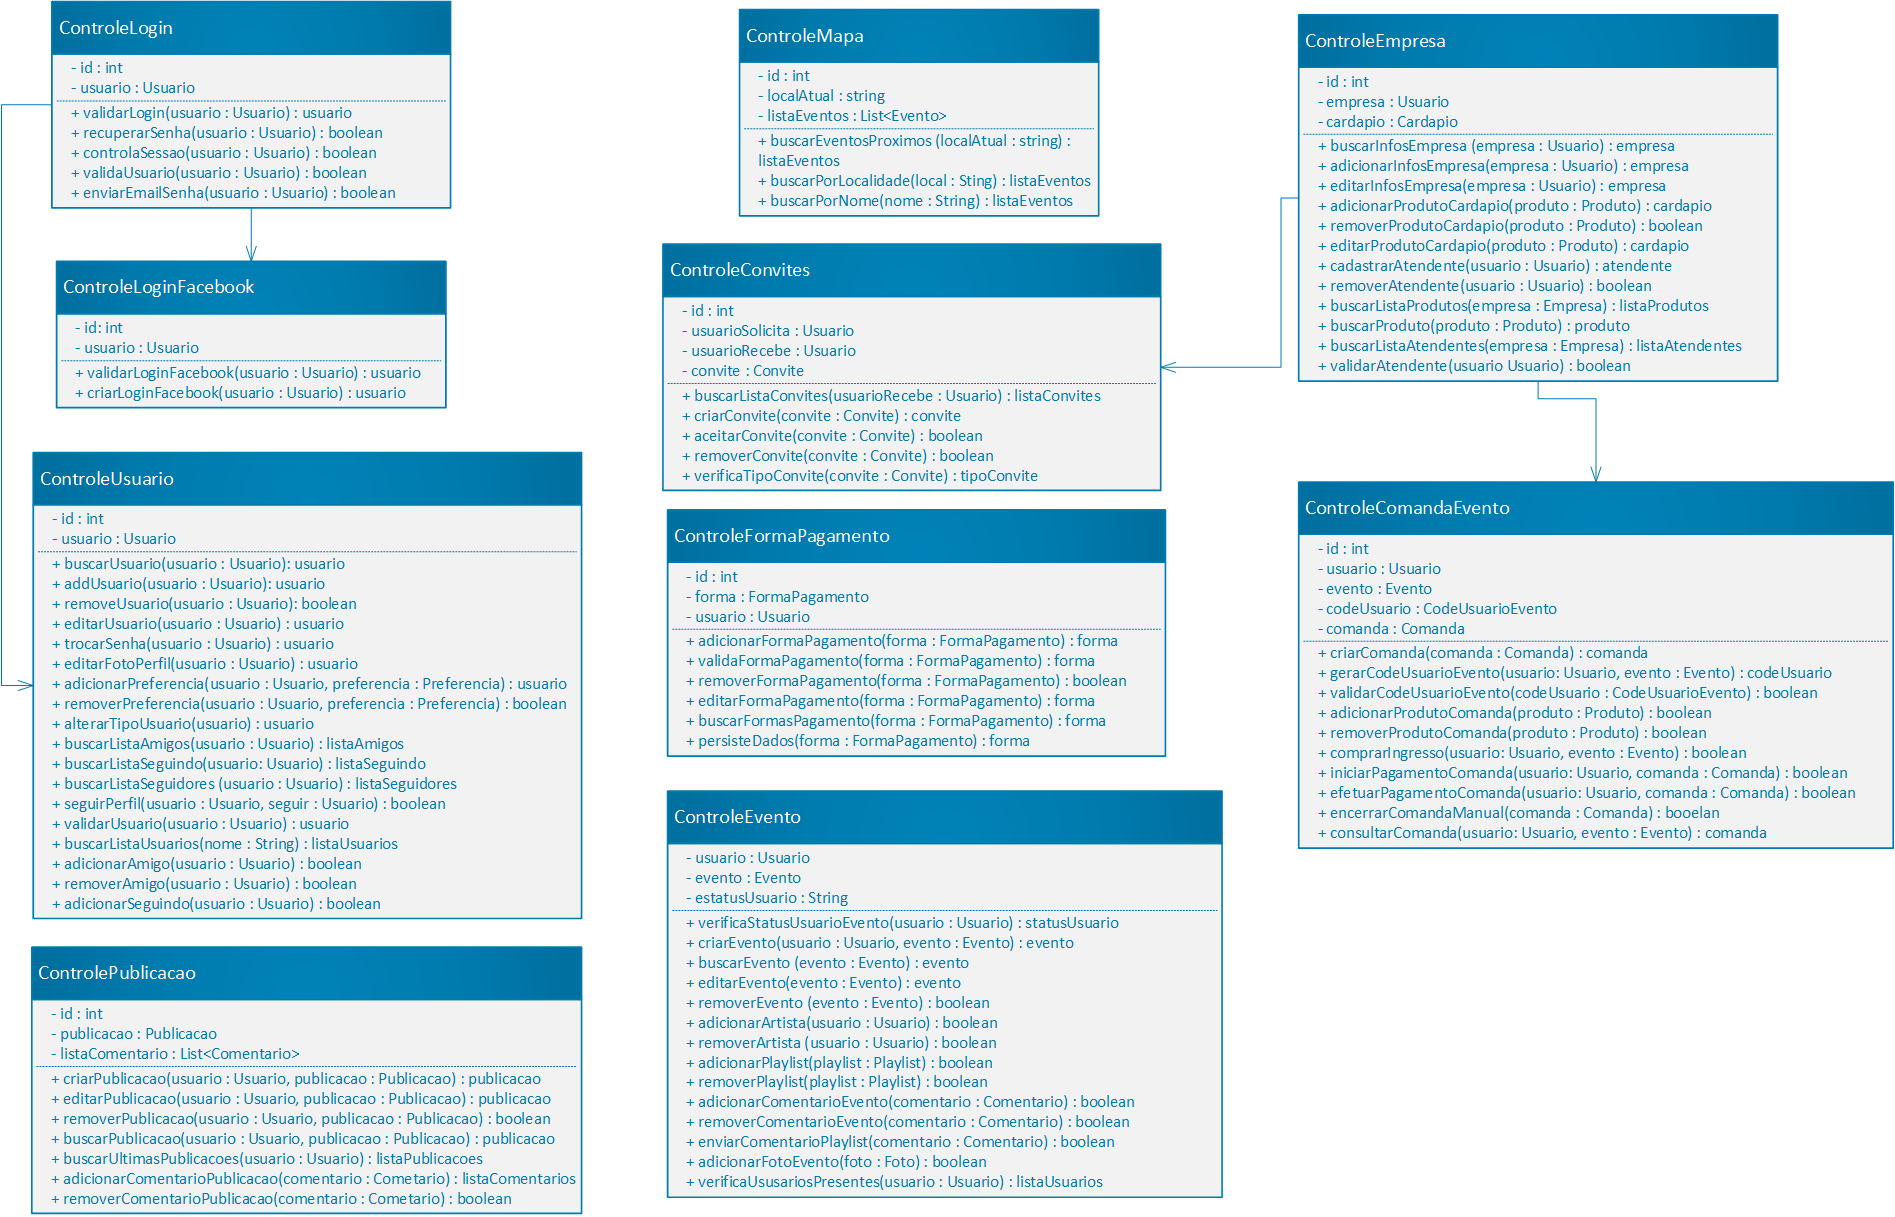 ControleLogin
- id : int
- usuario : Usuario
+ validarLogin(usuario : Usuario) : usuario
+ recuperarSenha(usuario : Usuario) : boolean
+ controlaSessao(usuario : Usuario) : boolean
+ validaUsuario(usuario : Usuario) : boolean
+ enviarEmailSenha(usuario : Usuario) : boolean
ControleLoginFacebook
- id: int
- usuario : Usuario
+ validarLoginFacebook(usuario : Usuario) : usuario
+ criarLoginFacebook(usuario : Usuario) : usuario
ControleUsuario
- id : int
- usuario : Usuario
+ buscarUsuario(usuario : Usuario): usuario
+ addUsuario(usuario : Usuario): usuario
+ removeUsuario(usuario : Usuario): boolean
+ editarUsuario(usuario : Usuario) : usuario
+ trocarSenha(usuario : Usuario) : usuario
+ editarFotoPerfil(usuario : Usuario) : usuario
+ adicionarPreferencia(usuario : Usuario, preferencia : Preferencia) : usuario
+ removerPreferencia(usuario : Usuario, preferencia : Preferencia) : boolean
+ alterarTipoUsuario(usuario) : usuario
+ buscarListaAmigos(usuario : Usuario) : listaAmigos
+ buscarListaSeguindo(usuario: Usuario) : listaSeguindo
+ buscarListaSeguidores (usuario : Usuario) : listaSeguidores
+ seguirPerfil(usuario : Usuario, seguir : Usuario) : boolean
+ validarUsuario(usuario : Usuario) : usuario
+ buscarListaUsuarios(nome : String) : listaUsuarios
+ adicionarAmigo(usuario : Usuario) : boolean
+ removerAmigo(usuario : Usuario) : boolean
+ adicionarSeguindo(usuario : Usuario) : boolean
ControlePublicacao
- id : int
- publicacao : Publicacao
- listaComentario : List<Comentario>
+ criarPublicacao(usuario : Usuario, publicacao : Publicacao) : publicacao
+ editarPublicacao(usuario : Usuario, publicacao : Publicacao) : publicacao
+ removerPublicacao(usuario : Usuario, publicacao : Publicacao) : boolean
+ buscarPublicacao(usuario : Usuario, publicacao : Publicacao) : publicacao
+ buscarUltimasPublicacoes(usuario : Usuario) : listaPublicacoes
+ adicionarComentarioPublicacao(comentario : Cometario) : listaComentarios
+ removerComentarioPublicacao(comentario : Cometario) : boolean
ControleMapa
- id : int
- localAtual : string
- listaEventos : List<Evento>
+ buscarEventosProximos (localAtual : string) :
listaEventos
+ buscarPorLocalidade(local : Sting) : listaEventos
+ buscarPorNome(nome : String) : listaEventos
ControleConvites
- id : int
- usuarioSolicita : Usuario
- usuarioRecebe : Usuario
- convite : Convite
+ buscarListaConvites(usuarioRecebe : Usuario) : listaConvites
+ criarConvite(convite : Convite) : convite
+ aceitarConvite(convite : Convite) : boolean
+ removerConvite(convite : Convite) : boolean
+ verificaTipoConvite(convite : Convite) : tipoConvite
ControleFormaPagamento
- id : int
- forma : FormaPagamento
- usuario : Usuario
+ adicionarFormaPagamento(forma : FormaPagamento) : forma
+ validaFormaPagamento(forma : FormaPagamento) : forma
+ removerFormaPagamento(forma : FormaPagamento) : boolean
+ editarFormaPagamento(forma : FormaPagamento) : forma
+ buscarFormasPagamento(forma : FormaPagamento) : forma
+ persisteDados(forma : FormaPagamento) : forma
ControleEvento
- usuario : Usuario
- evento : Evento
- estatusUsuario : String
+ verificaStatusUsuarioEvento(usuario : Usuario) : statusUsuario
+ criarEvento(usuario : Usuario, evento : Evento) : evento
+ buscarEvento (evento : Evento) : evento
+ editarEvento(evento : Evento) : evento
+ removerEvento (evento : Evento) : boolean
+ adicionarArtista(usuario : Usuario) : boolean
+ removerArtista (usuario : Usuario) : boolean
+ adicionarPlaylist(playlist : Playlist) : boolean
+ removerPlaylist(playlist : Playlist) : boolean
+ adicionarComentarioEvento(comentario : Comentario) : boolean
+ removerComentarioEvento(comentario : Comentario) : boolean
+ enviarComentarioPlaylist(comentario : Comentario) : boolean
+ adicionarFotoEvento(foto : Foto) : boolean
+ verificaUsusariosPresentes(usuario : Usuario) : listaUsuarios
ControleEmpresa
- id : int
- empresa : Usuario
- cardapio : Cardapio
+ buscarInfosEmpresa (empresa : Usuario) : empresa
+ adicionarInfosEmpresa(empresa : Usuario) : empresa
+ editarInfosEmpresa(empresa : Usuario) : empresa
+ adicionarProdutoCardapio(produto : Produto) : cardapio
+ removerProdutoCardapio(produto : Produto) : boolean
+ editarProdutoCardapio(produto : Produto) : cardapio
+ cadastrarAtendente(usuario : Usuario) : atendente
+ removerAtendente(usuario : Usuario) : boolean
+ buscarListaProdutos(empresa : Empresa) : listaProdutos
+ buscarProduto(produto : Produto) : produto
+ buscarListaAtendentes(empresa : Empresa) : listaAtendentes
+ validarAtendente(usuario Usuario) : boolean
ControleComandaEvento
- id : int
- usuario : Usuario
- evento : Evento
- codeUsuario : CodeUsuarioEvento
- comanda : Comanda
+ criarComanda(comanda : Comanda) : comanda
+ gerarCodeUsuarioEvento(usuario: Usuario, evento : Evento) : codeUsuario
+ validarCodeUsuarioEvento(codeUsuario : CodeUsuarioEvento) : boolean
+ adicionarProdutoComanda(produto : Produto) : boolean
+ removerProdutoComanda(produto : Produto) : boolean
+ comprarIngresso(usuario: Usuario, evento : Evento) : boolean
+ iniciarPagamentoComanda(usuario: Usuario, comanda : Comanda) : boolean
+ efetuarPagamentoComanda(usuario: Usuario, comanda : Comanda) : boolean
+ encerrarComandaManual(comanda : Comanda) : booelan
+ consultarComanda(usuario: Usuario, evento : Evento) : comanda